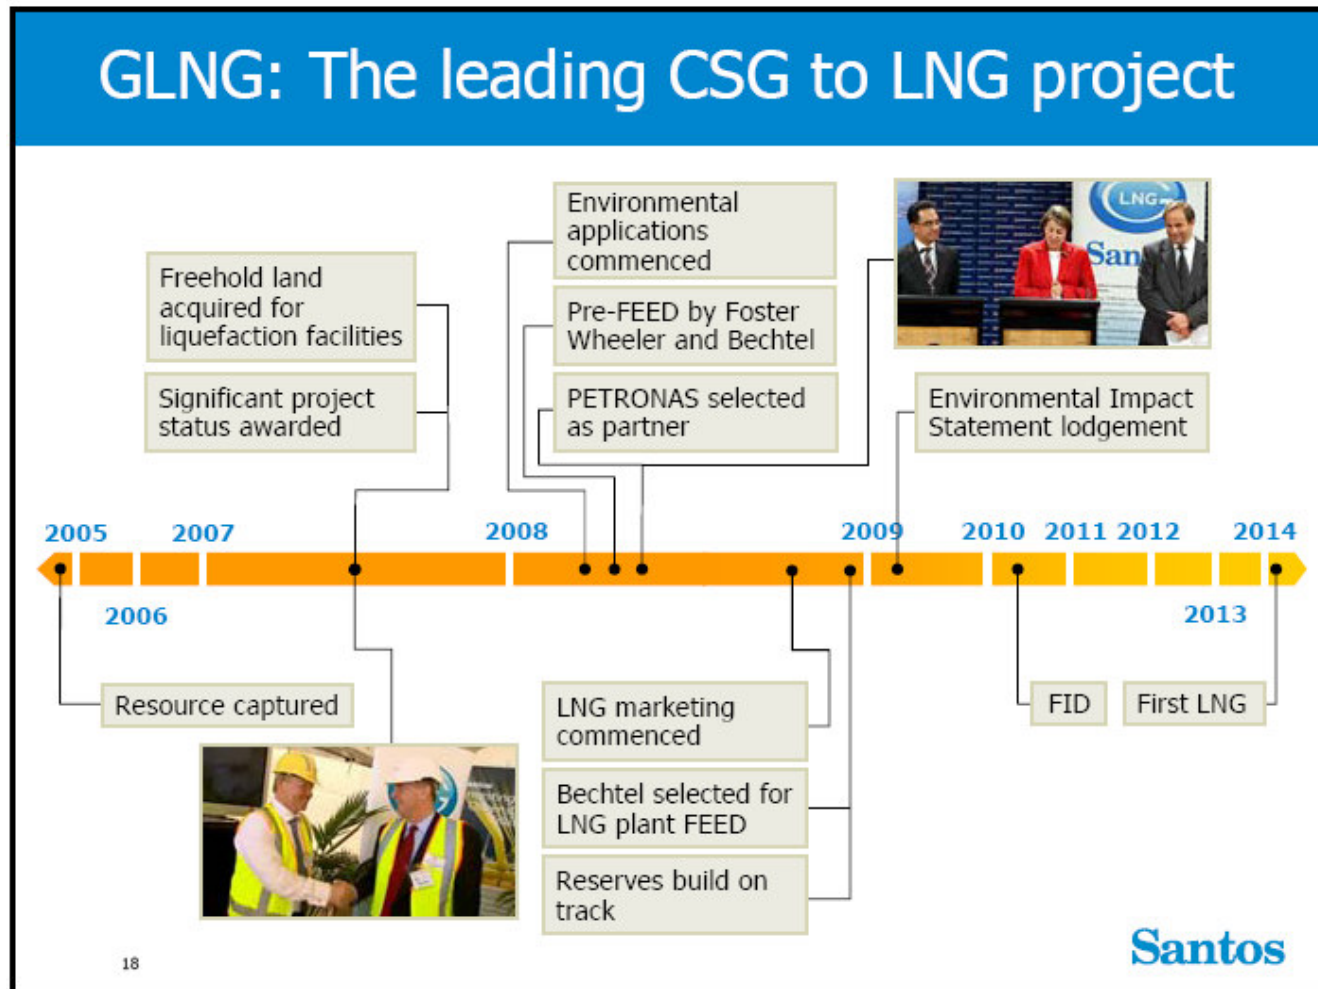 GLNG: The leading CSG to LNG project
Environmental
applications
commenced
LNG
San
Freehold land
acquired for
liquefaction facilities
Pre-FEED by Foster
Wheeler and Bechtel
Significant project
status awarded
PETRONAS selected
as partner
Environmental Impact
Statement lodgement
2005
2007
2008
2009
2010
2011
2012
2014
2006
2013
Resource captured
LNG marketing
commenced
FID
First LNG
Bechtel selected for
LNG plant FEED
Reserves build on
track
18
Santos